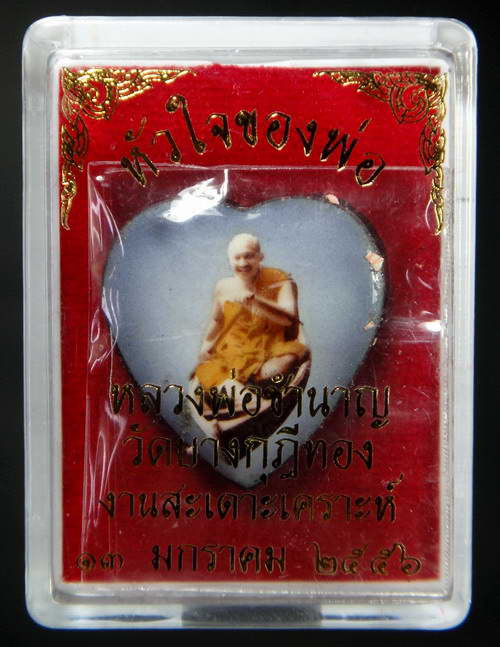 หัวใจของพ่อ
หลวงพ่อชำนาญ
วัดบางกุฎีทอง
งานสะเดาะเคราะห์
๑๓ มกราคม ๒๕๕๖